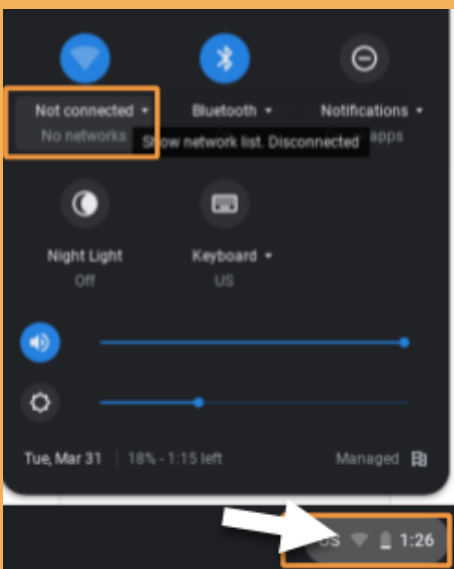 Not connected
Bluetooth
Notifications
No networks
Show network list. Disconnected
apps
Night Light
Off
Keyboard
US
Tue, Mar 31 | 18% - 1:15 left
Managed
US
1:26